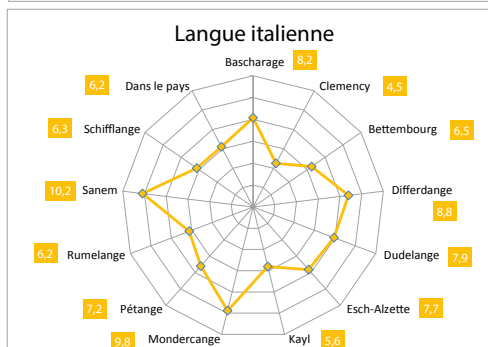 Langue italienne
Bascharage 8,2
Clemency 4,5
Bettembourg 6,5
Differdange 8,8
Dudelange 7,9
Esch-Alzette 7,7
Kayl 5,6
Mondercange 9,8
Pétange 7,2
Rumelange 6,2
Sanem 10,2
Schifflange 6,3
Dans le pays 6,2